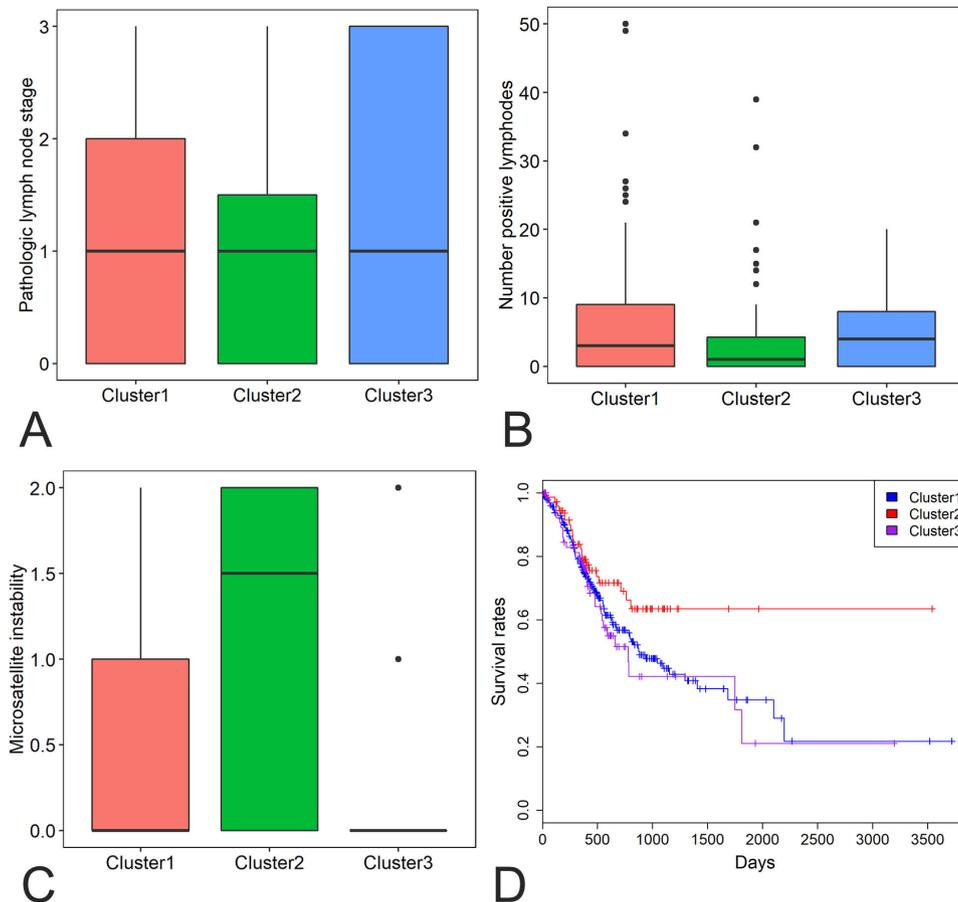 Pathologic lymph node stage
3
2
1
0
Cluster1 Cluster2 Cluster3
A
Number positive lymphodes
50
40
30
20
10
0
Cluster1 Cluster2 Cluster3
B
Microsatellite instability
2.0
1.5
1.0
0.5
0.0
Cluster1 Cluster2 Cluster3
C
Survival rates
1.0
0.8
0.6
0.4
0.2
0.0
Cluster1
Cluster2
Cluster3
0 500 1000 1500 2000 2500 3000 3500
Days
D